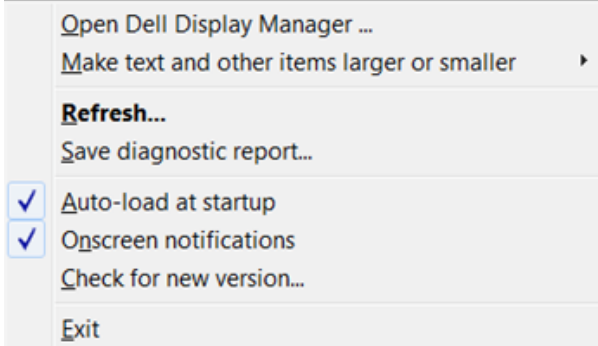 Open Dell Display Manager ...
Make text and other items larger or smaller
Refresh...
Save diagnostic report...
Auto-load at startup
Onscreen notifications
Check for new version...
Exit